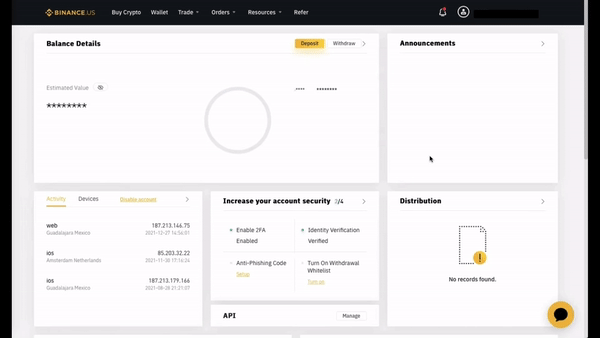 BINANCE.US Buy Crypto Wallet Trade Orders Resources Refer
Balance Details Deposit Withdraw
Estimated Value
********
.... ********
Announcements
Activity Devices Disable account
web 187.213.146.75
Guadalajara Mexico 2021-12-27 14:56:01
ios 85.203.32.22
Amsterdam Netherlands 2021-11-30 17:16:24
ios 187.213.179.166
Guadalajara Mexico 2021-08-28 21:21:07
Increase your account security 2/4
Enable 2FA
Enabled
Identity Verification
Verified
Anti-Phishing Code
Setup
Turn On Withdrawal
Whitelist
Turn on
API Manage
Distribution
No records found.